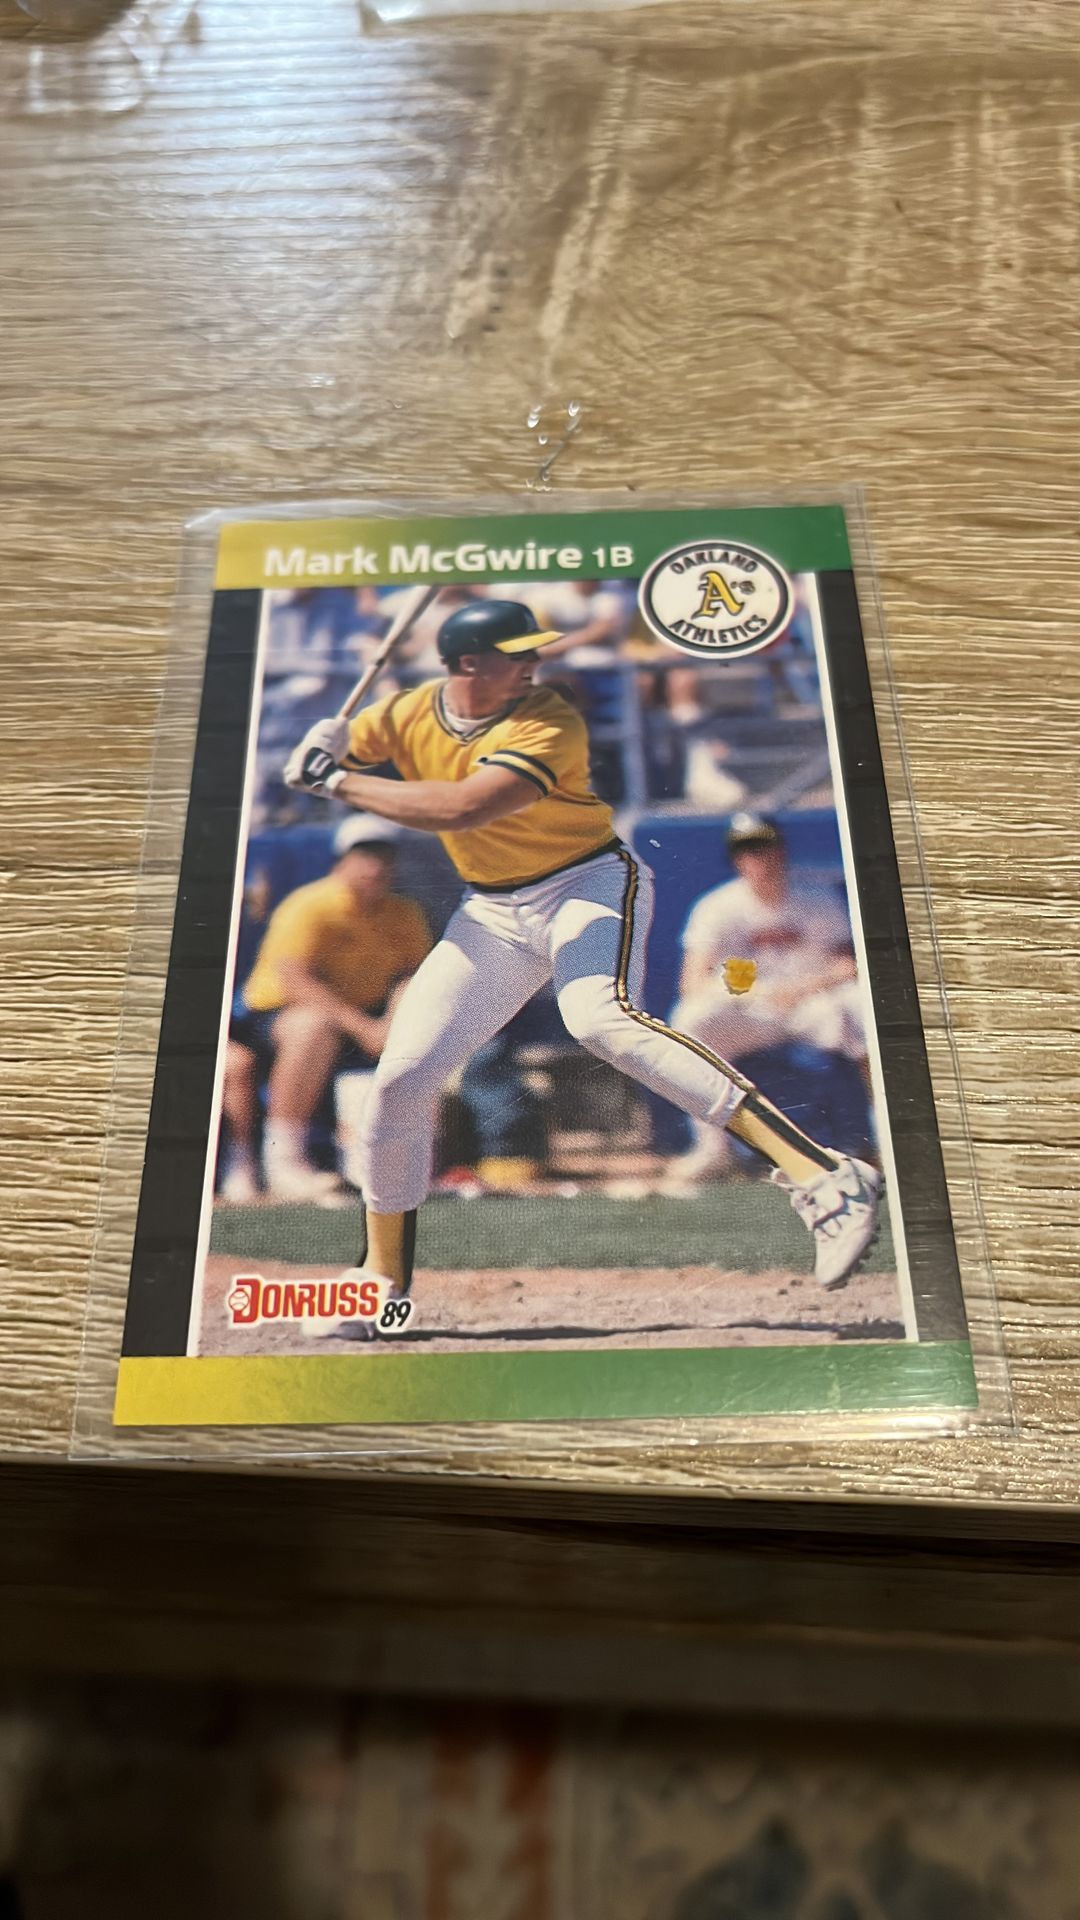 Mark McGwire 1B
OAKLAND
A's
ATHLETICS
DONRUSS 89